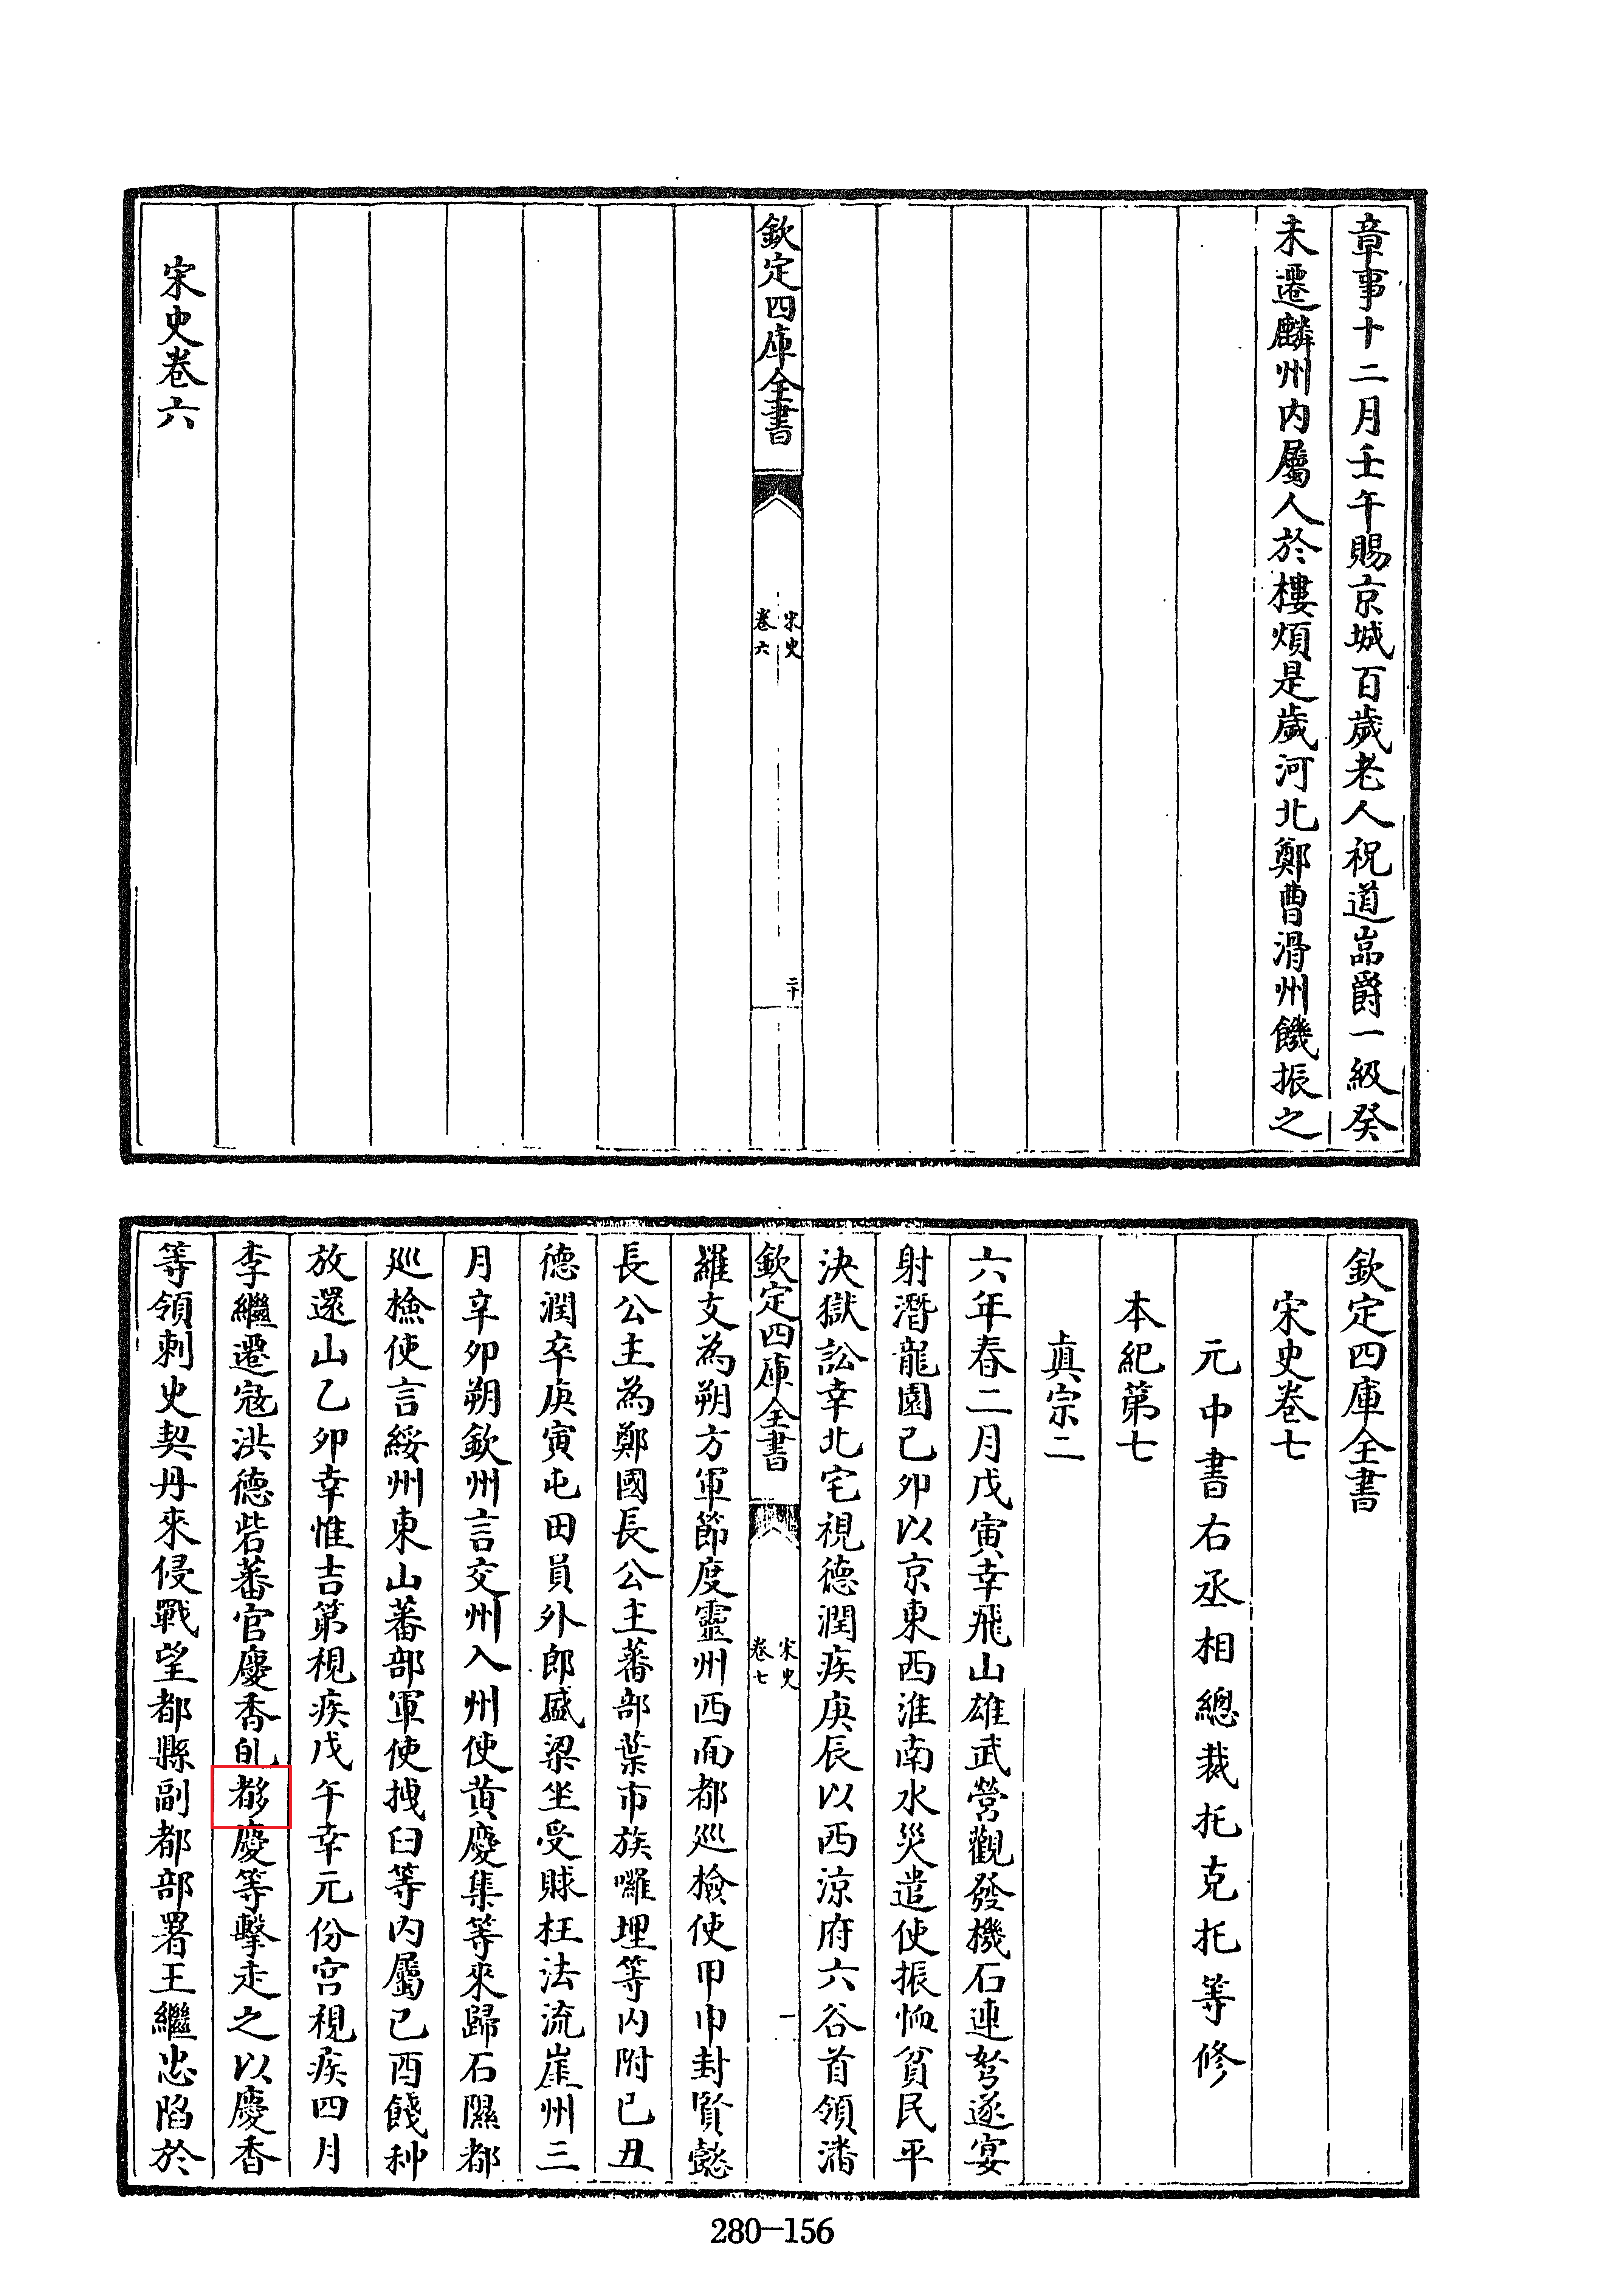 章事十二月壬午賜京城百歲老人祝道嵓爵一級癸
未遷麟州内屬人於樓煩是歲河北鄭曹滑州饑振之
欽定四庫全書
宋史
卷六
二十
宋史卷六
欽定四庫全書
宋史卷七
元中書右丞相總裁托克托等修
本紀第七
真宗二
六年春二月戊寅幸飛山雄武營觀發機石連弩遂宴
射潛龍園己卯以京東西淮南水災遣使振恤貧民平
決獄訟幸北宅視德潤疾庚辰以西涼府六谷首領潘
欽定四庫全書
宋史
卷七
一
羅支為朔方軍節度靈州西面都巡檢使甲申封賢懿
長公主為鄭國長公主蕃部葉市族囉埋等内附已丑
德潤卒庚寅屯田員外郎盛梁坐受賕枉法流崖州三
月辛卯朔欽州言交州入州使黄慶集等來歸石隰都
巡檢使言綏州東山蕃部軍使拽臼等内屬已酉餞种
放還山乙卯幸惟吉第視疾戊午幸元份宮視疾四月
李繼遷寇洪德砦蕃官慶香癿慶等擊走之以慶香
等領刺史契丹來侵戰望都縣副都部署王繼忠陷於
280-156